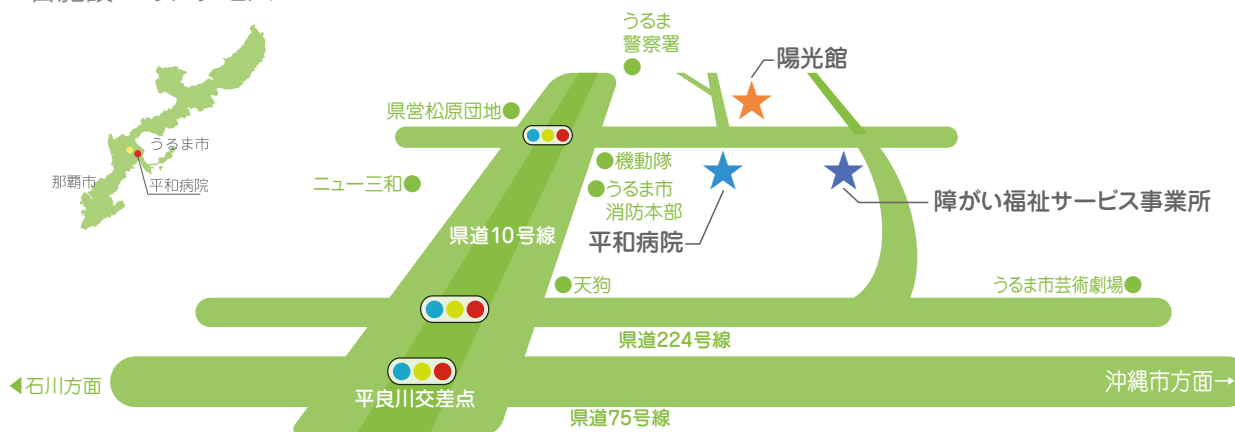 うるま
警察署
陽光館
県営松原団地
うるま市
那覇市
平和病院
機動隊
ニュー三和
うるま市
消防本部
障がい福祉サービス事業所
平和病院
県道10号線
天狗
うるま市芸術劇場
県道224号線
石川方面
平良川交差点
沖縄市方面→
県道75号線